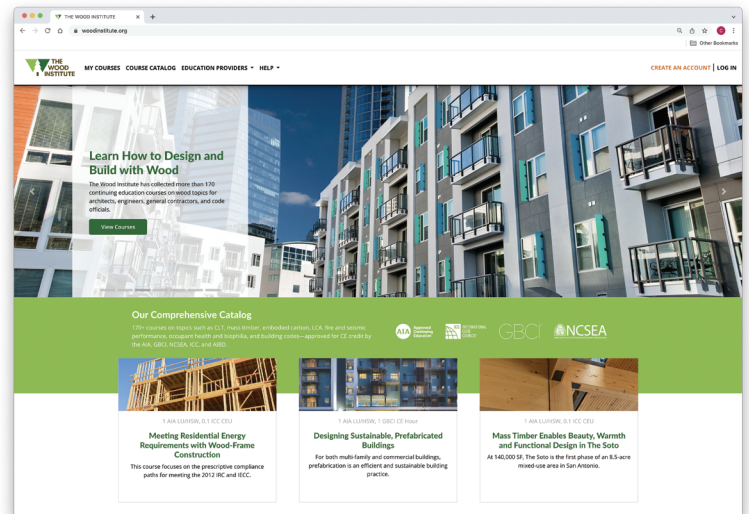 THE WOOD INSTITUTE
woodinstitute.org
Other Bookmarks
THE
WOOD
INSTITUTE
MY COURSES COURSE CATALOG EDUCATION PROVIDERS HELP
CREATE AN ACCOUNT | LOG IN
Learn How to Design and
Build with Wood
The Wood Institute has collected more than 170
continuing education courses on wood topics for
architects, engineers, general contractors, and code
officials.
View Courses
Our Comprehensive Catalog
170+ courses on topics such as CLT, mass timber, embodied carbon, LCA, fire and seismic
performance, occupant health and biophilia, and building codes—approved for CE credit by
the AIA, GBCI, NCSEA, ICC, and AIBD.
AIA Approved
Continuing
Education
ICC INTERNATIONAL
CODE
COUNCIL
GBCI
NCSEA
1 AIA LU/HSW, 0.1 ICC CEU
Meeting Residential Energy
Requirements with Wood-Frame
Construction
This course focuses on the prescriptive compliance
paths for meeting the 2012 IRC and IECC.
1 AIA LU/HSW, 1 GBCI CE Hour
Designing Sustainable, Prefabricated
Buildings
For both multi-family and commercial buildings,
prefabrication is an efficient and sustainable building
practice.
1 AIA LU/HSW, 0.1 ICC CEU
Mass Timber Enables Beauty, Warmth
and Functional Design in The Soto
At 140,000 SF, The Soto is the first phase of an 8.5-acre
mixed-use area in San Antonio.